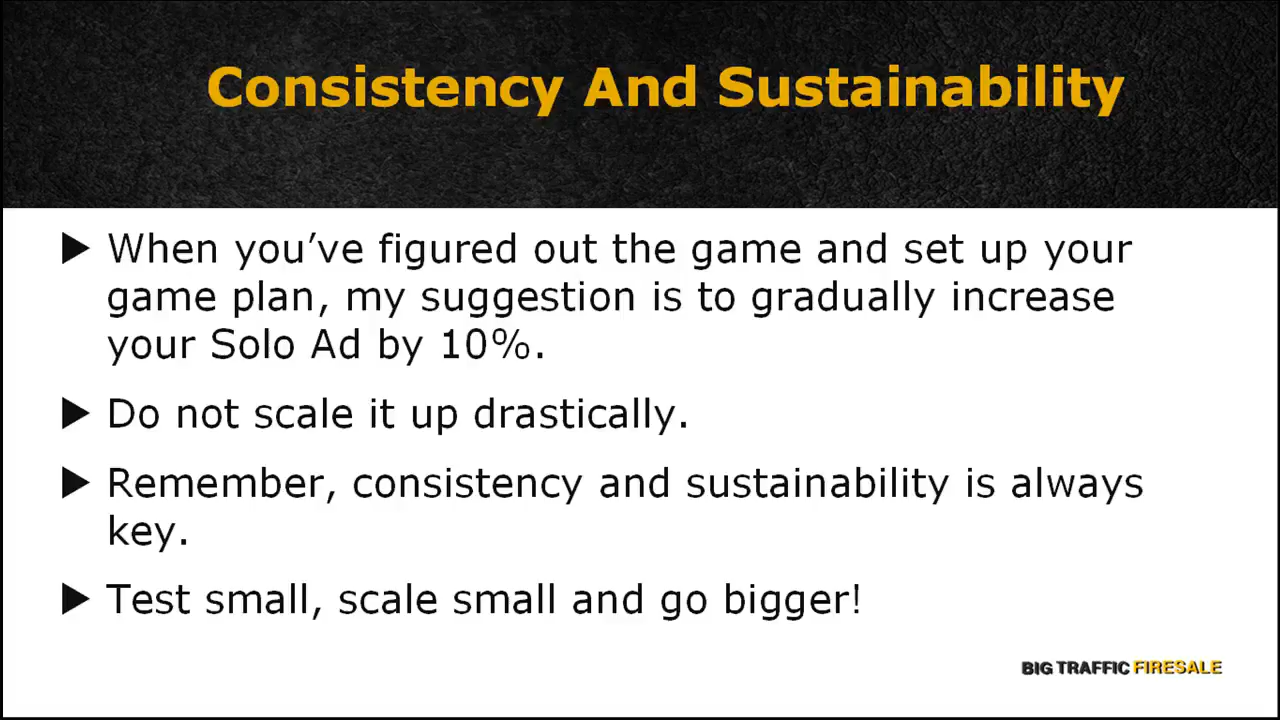 Consistency And Sustainability
▶ When you’ve figured out the game and set up your
game plan, my suggestion is to gradually increase
your Solo Ad by 10%.
▶ Do not scale it up drastically.
▶ Remember, consistency and sustainability is always
key.
▶ Test small, scale small and go bigger!
BIG TRAFFIC FIRESALE